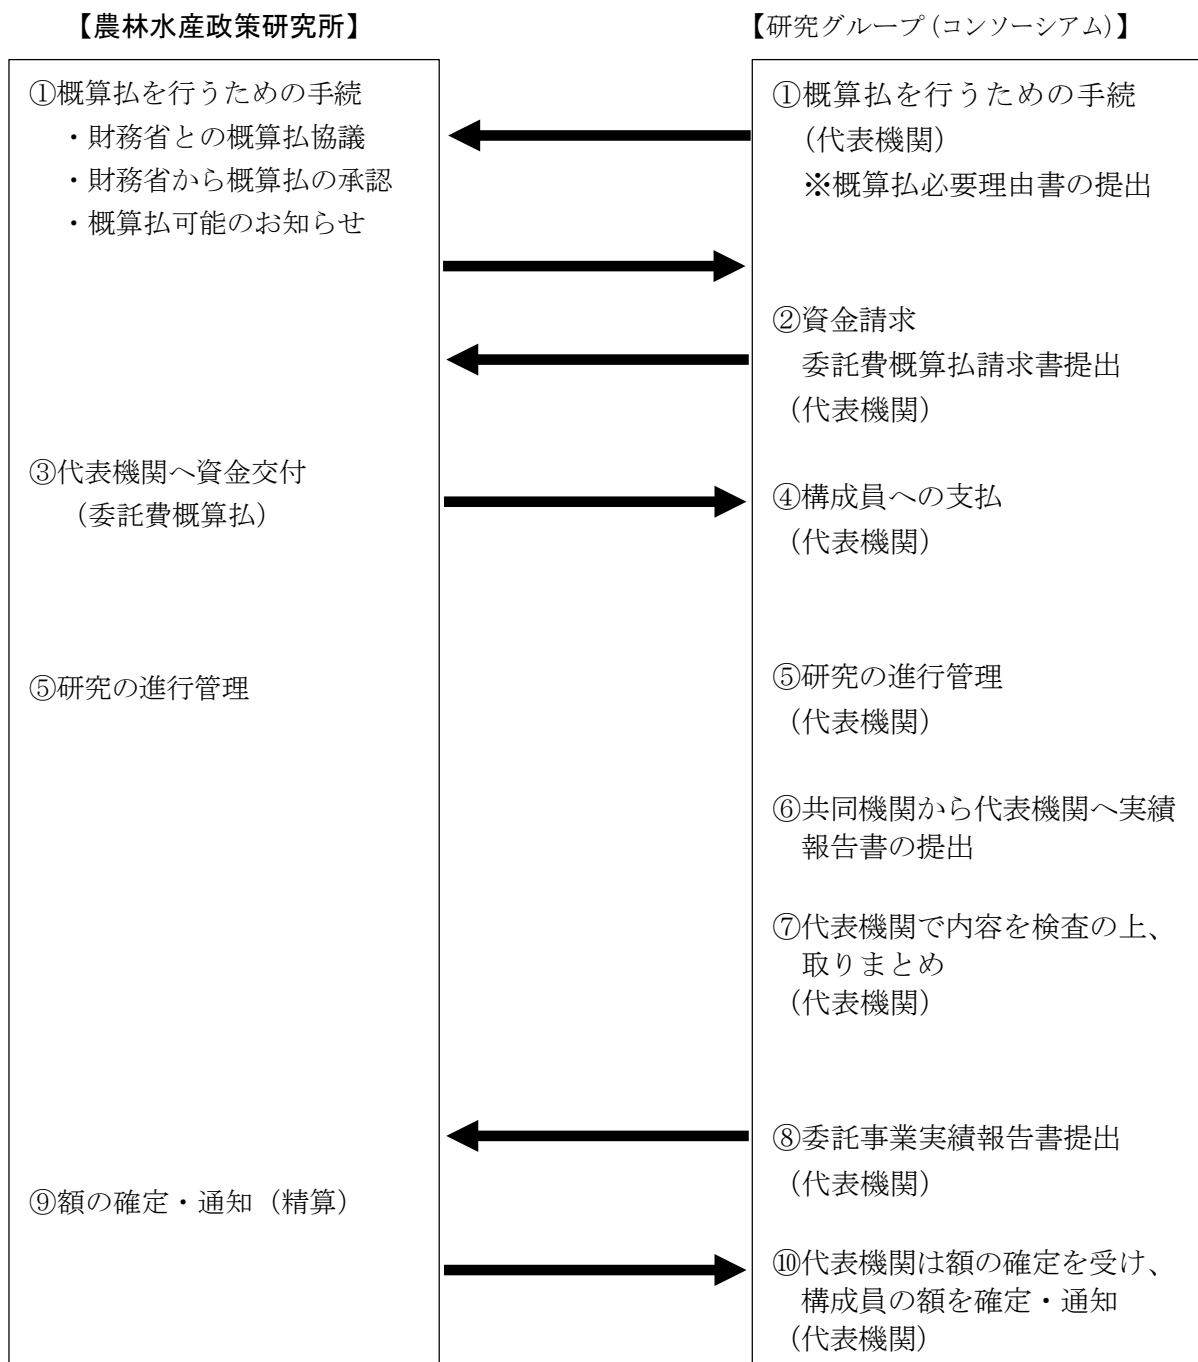 【農林水産政策研究所】
①概算払を行うための手続
・財務省との概算払協議
・財務省から概算払の承認
・概算払可能のお知らせ
③代表機関へ資金交付
（委託費概算払）
⑤研究の進行管理
⑨額の確定・通知（精算）
【研究グループ(コンソーシアム)】
①概算払を行うための手続
（代表機関）
※概算払必要理由書の提出
②資金請求
委託費概算払請求書提出
（代表機関）
④構成員への支払
（代表機関）
⑤研究の進行管理
（代表機関）
⑥共同機関から代表機関へ実績
報告書の提出
⑦代表機関で内容を検査の上、
取りまとめ
（代表機関）
⑧委託事業実績報告書提出
（代表機関）
⑩代表機関は額の確定を受け、
構成員の額を確定・通知
（代表機関）